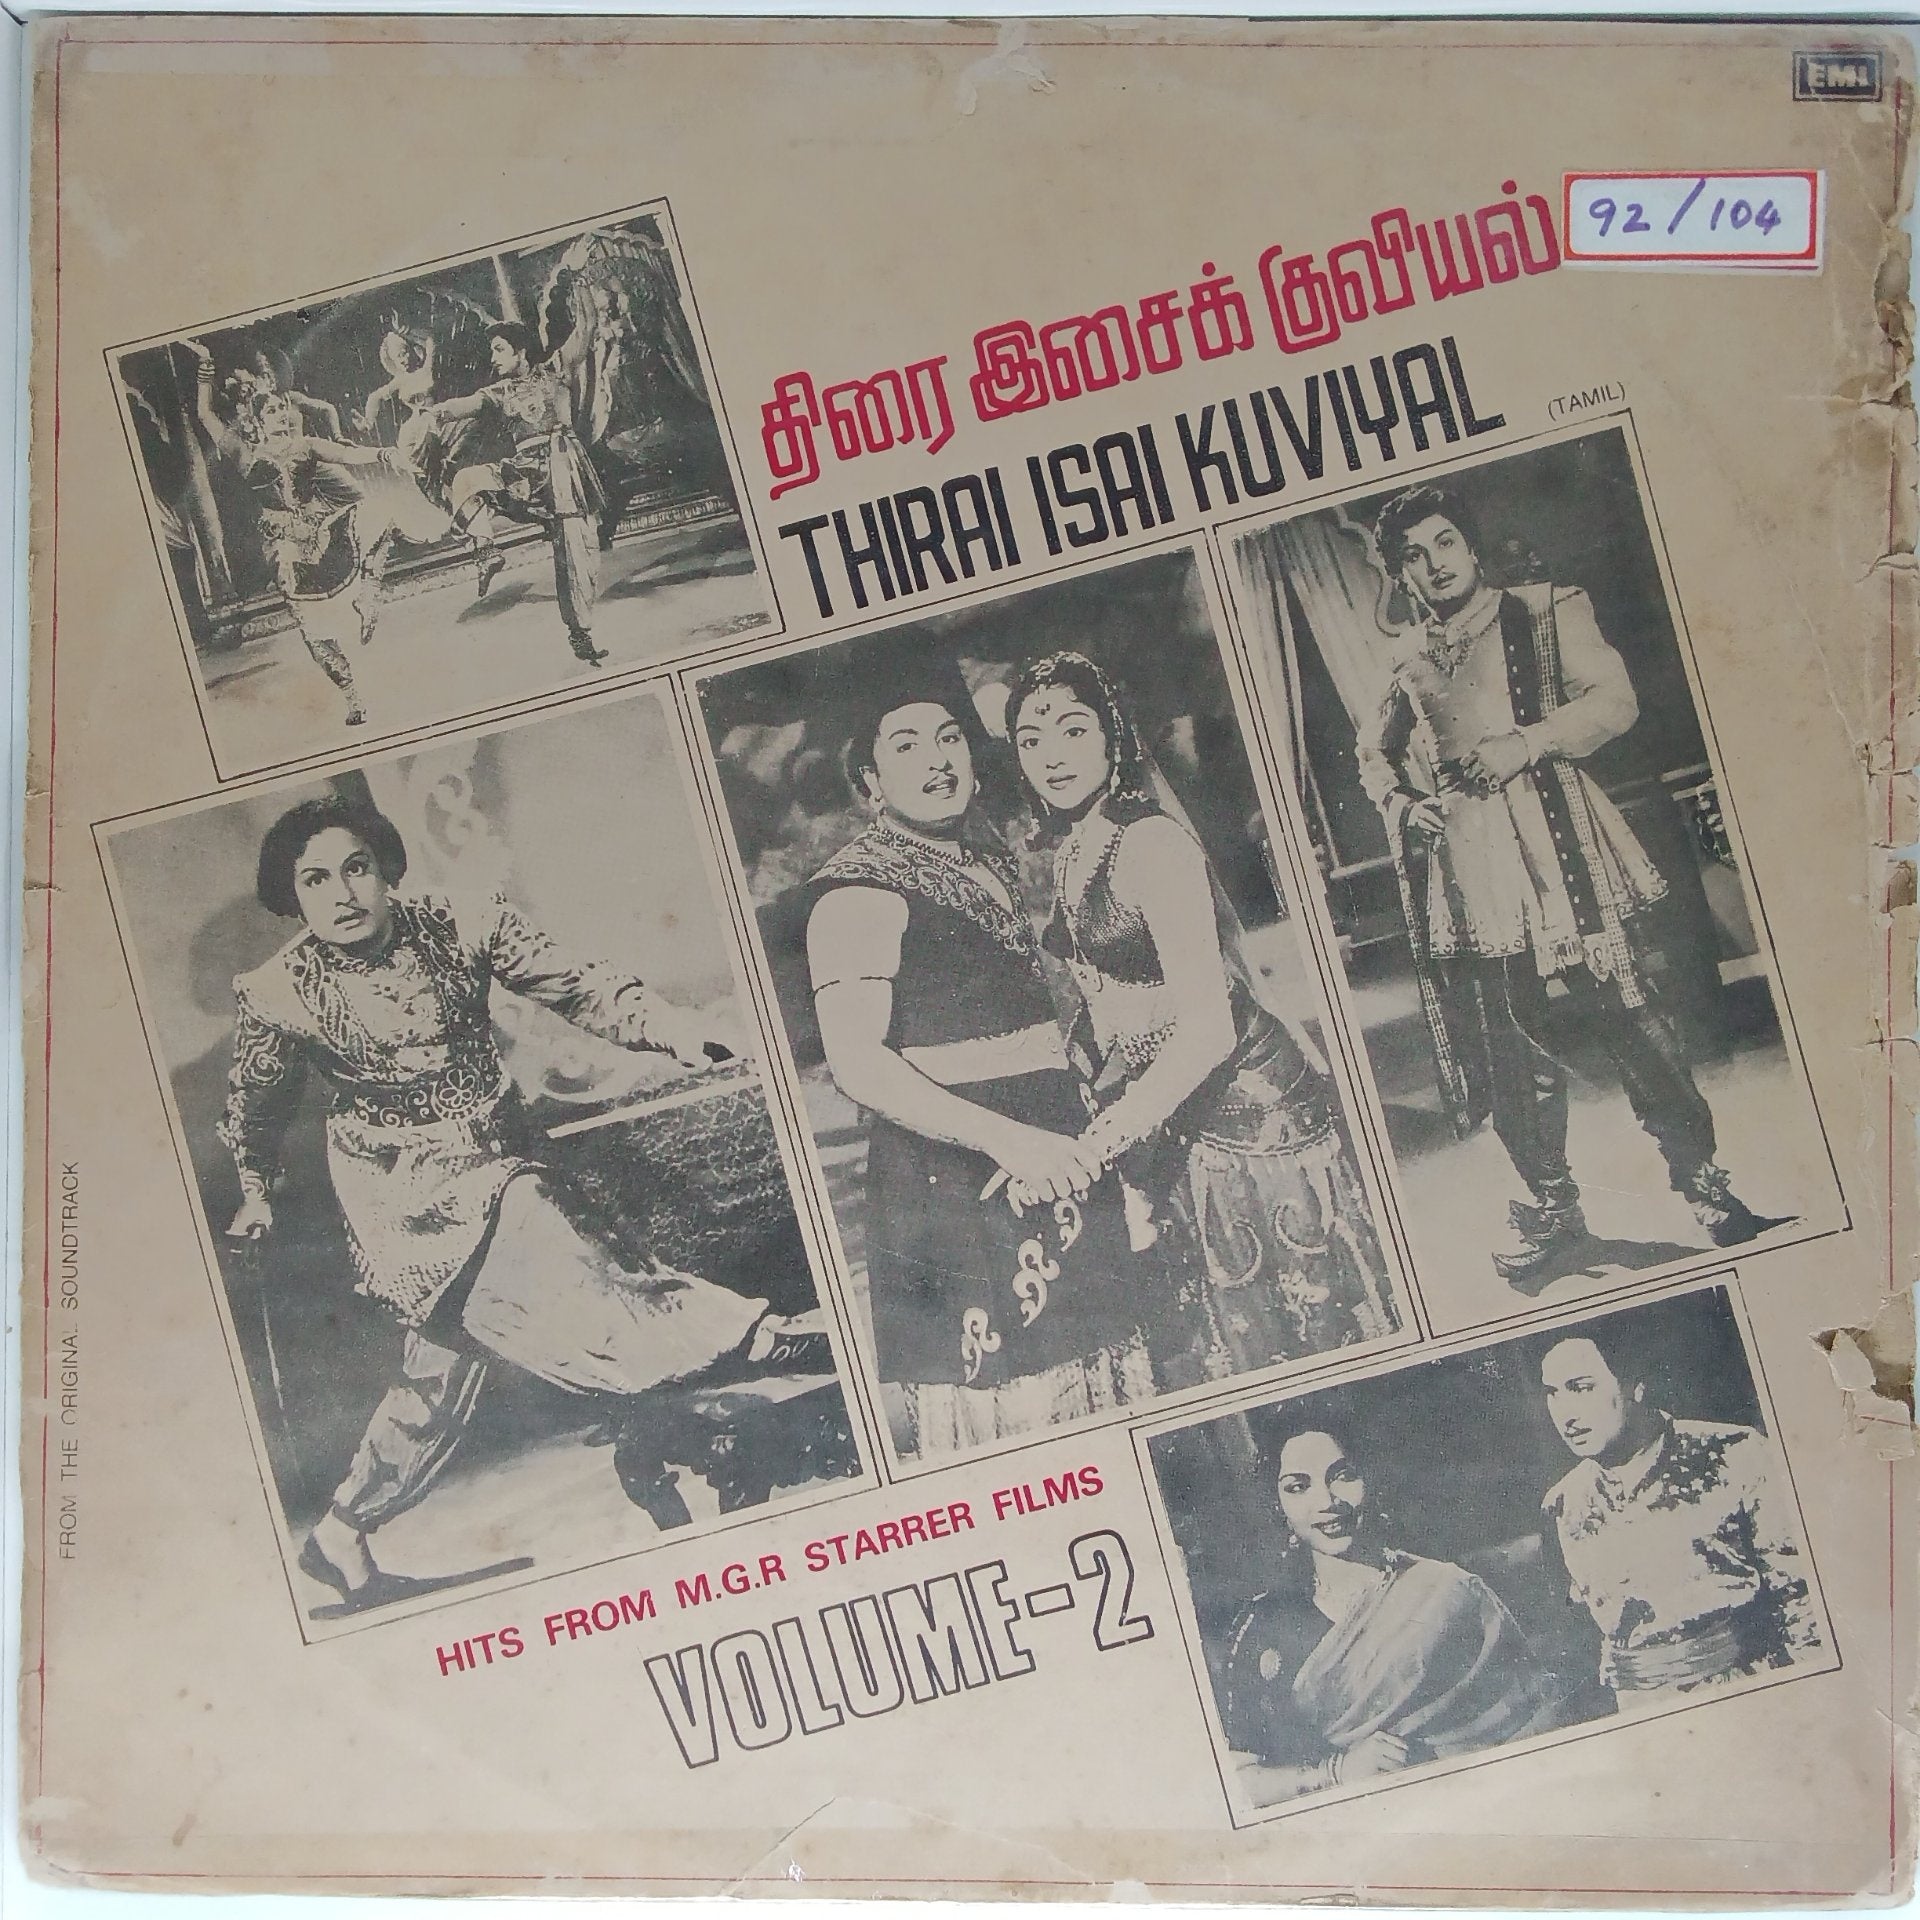 EMI
92/104
திரை இசைக் குவியல்
THIRAI ISAI KUVIYAL
(TAMIL)
FROM THE ORIGINAL SOUNDTRACK
HITS FROM M.G.R STARRER FILMS
VOLUME-2